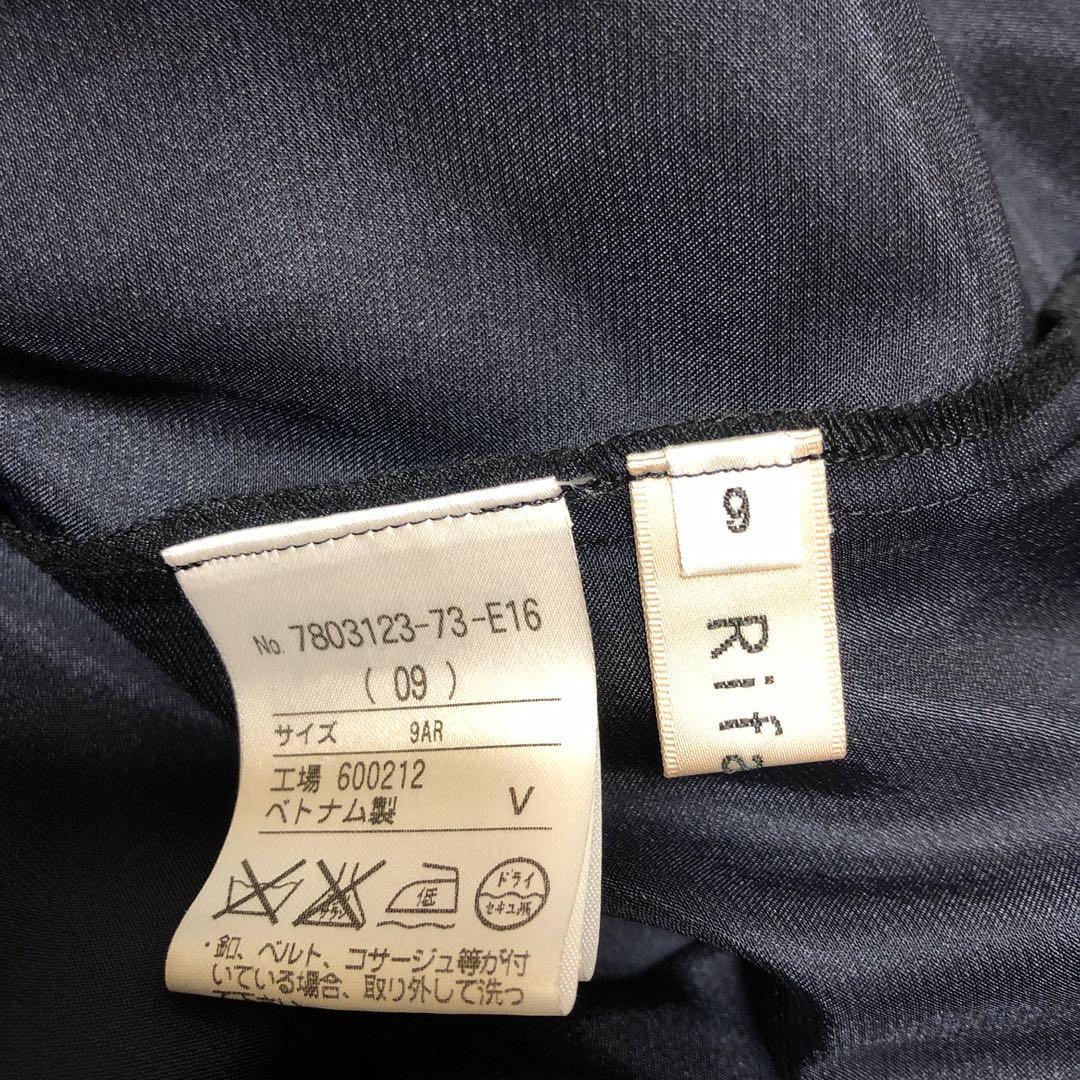 No. 7803123-73-E16
( 09 )
サイズ 9AR
工場 600212
ベトナム製 V
低 ドライ セキユ系
・釦、ベルト、コサージュ等が付
いている場合、取り外して洗っ
9
Rifa